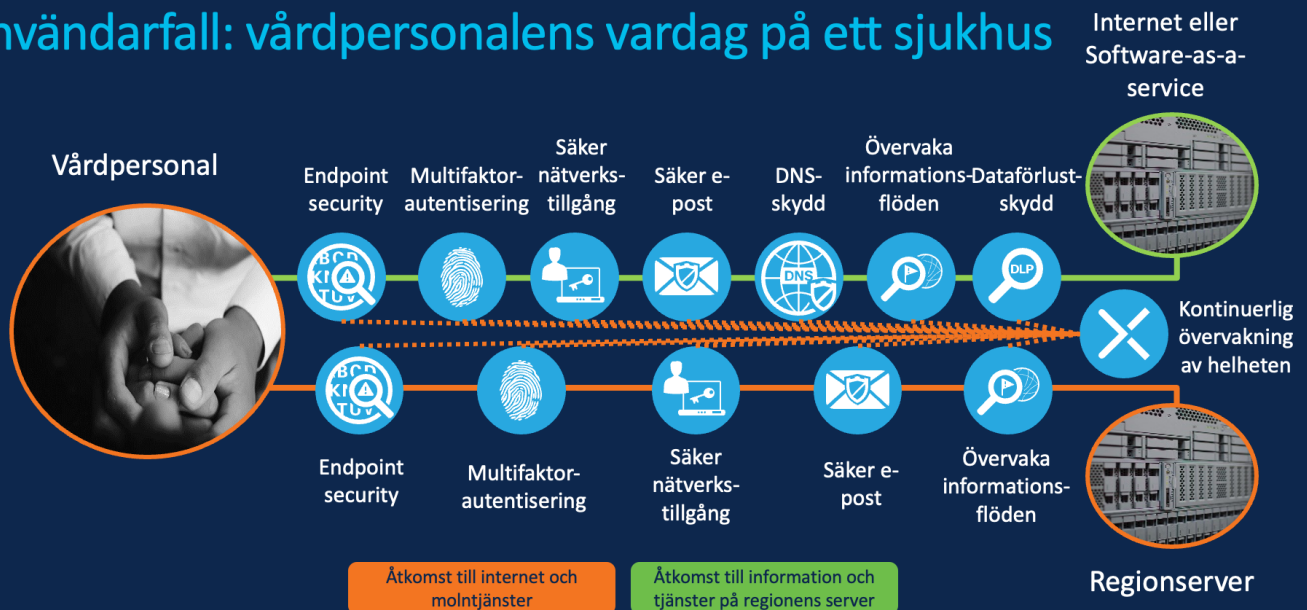 nvändarfall: vårdpersonalens vardag på ett sjukhus
Internet eller
Software-as-a-
service
Vårdpersonal
Endpoint
security
Multifaktor-
autentisering
Säker
nätverks-
tillgång
Säker e-
post
DNS-
skydd
Övervaka
informations-
flöden
Dataförlust-
skydd
DNS
DLP
Kontinuerlig
övervakning
av helheten
Endpoint
security
Multifaktor-
autentisering
Säker
nätverks-
tillgång
Säker e-
post
Övervaka
informations-
flöden
Åtkomst till internet och
molntjänster
Åtkomst till information och
tjänster på regionens server
Regionserver